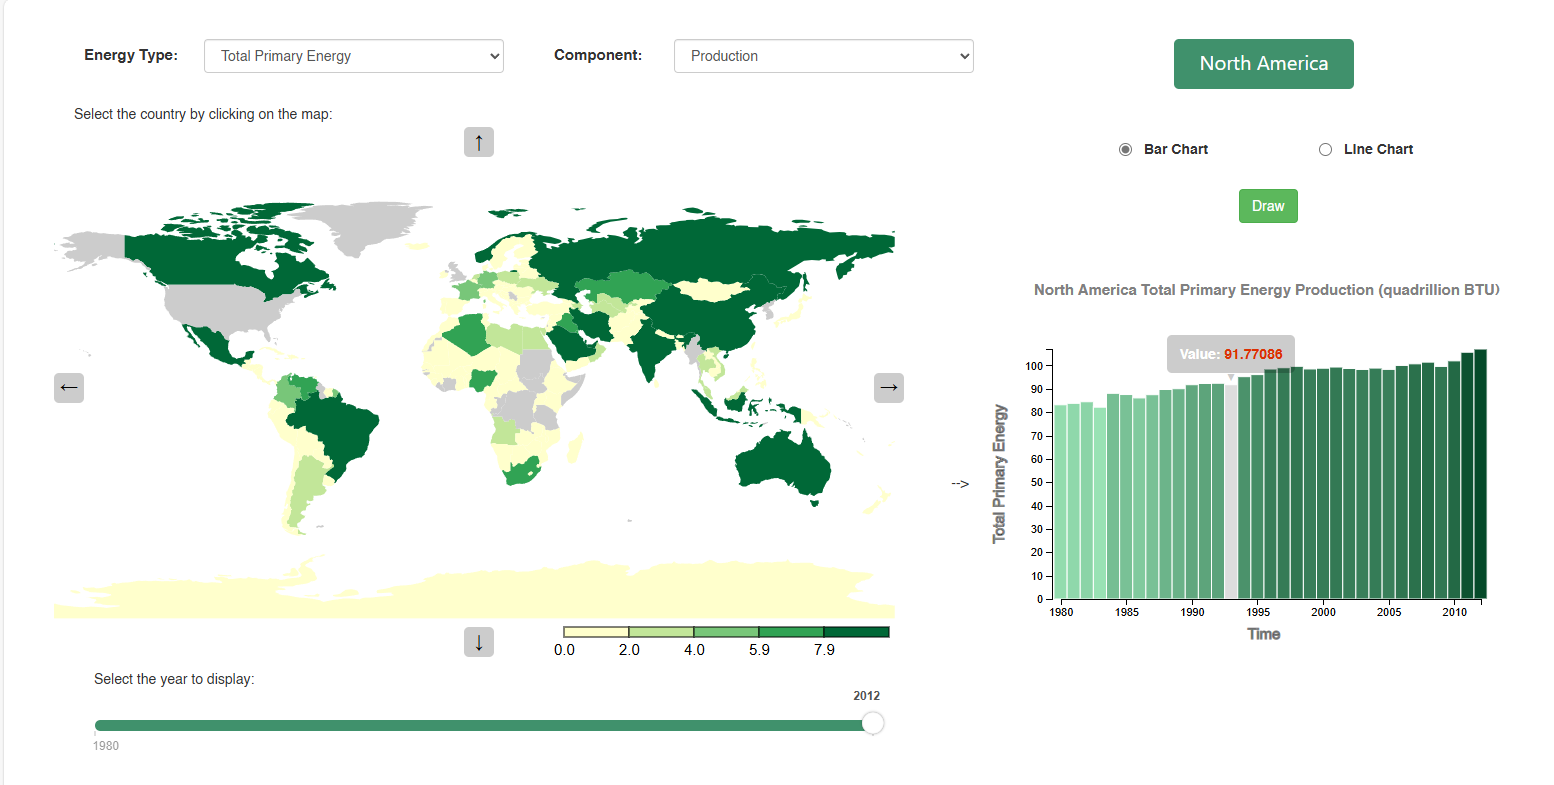 Energy Type: Total Primary Energy Component: Production
North America
Select the country by clicking on the map:
↑
Bar Chart LIne Chart
Draw
North America Total Primary Energy Production (quadrillion BTU)
Value: 91.77086
← →
-->
Total Primary Energy
100
90
80
70
60
50
40
30
20
10
0
1980 1985 1990 1995 2000 2005 2010
Time
↓
0.0 2.0 4.0 5.9 7.9
Select the year to display:
2012
1980